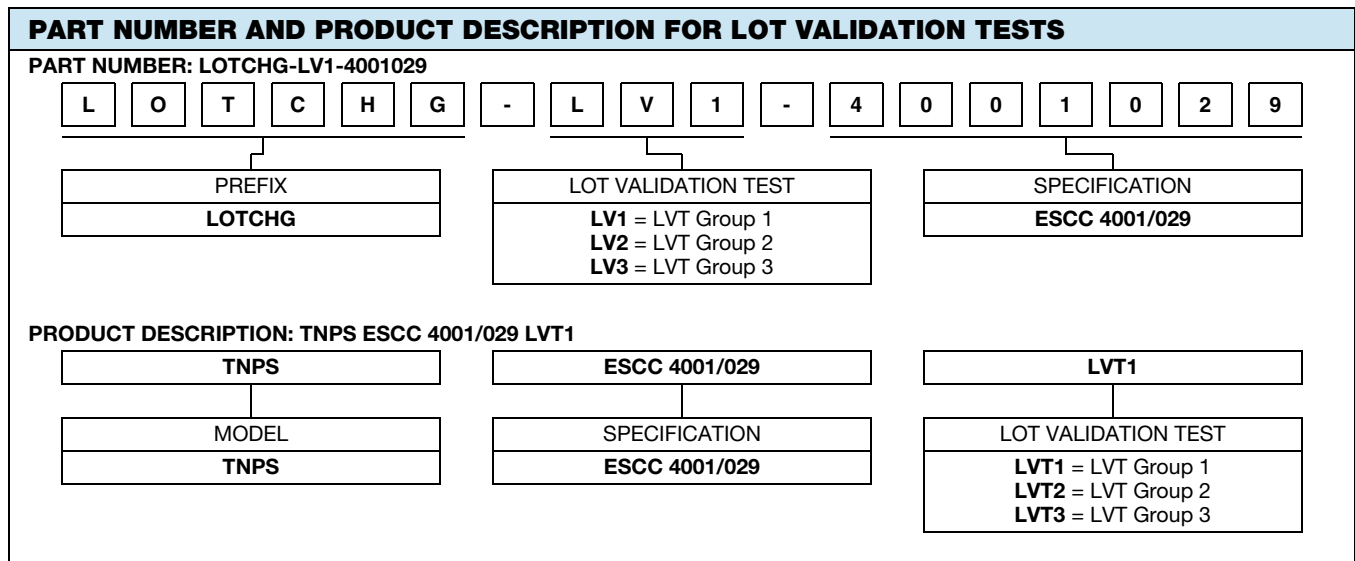 PART NUMBER AND PRODUCT DESCRIPTION FOR LOT VALIDATION TESTS
PART NUMBER: LOTCHG-LV1-4001029
L O T C H G - L V 1 - 4 0 0 1 0 2 9
PREFIX
LOTCHG
LOT VALIDATION TEST
LV1 = LVT Group 1
LV2 = LVT Group 2
LV3 = LVT Group 3
SPECIFICATION
ESCC 4001/029
PRODUCT DESCRIPTION: TNPS ESCC 4001/029 LVT1
TNPS
ESCC 4001/029
LVT1
MODEL
TNPS
SPECIFICATION
ESCC 4001/029
LOT VALIDATION TEST
LVT1 = LVT Group 1
LVT2 = LVT Group 2
LVT3 = LVT Group 3